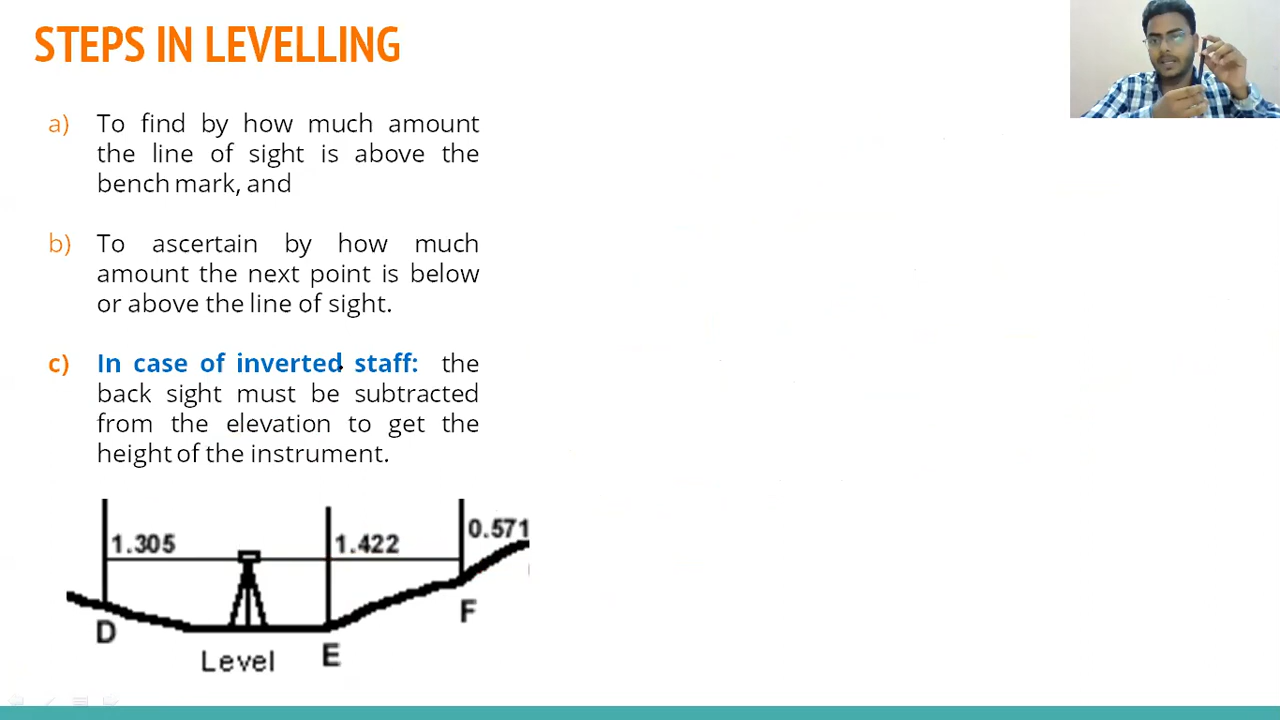 STEPS IN LEVELLING
a) To find by how much amount
the line of sight is above the
bench mark, and
b) To ascertain by how much
amount the next point is below
or above the line of sight.
c) In case of inverted staff: the
back sight must be subtracted
from the elevation to get the
height of the instrument.
1.305 1.422 0.571
D Level E F